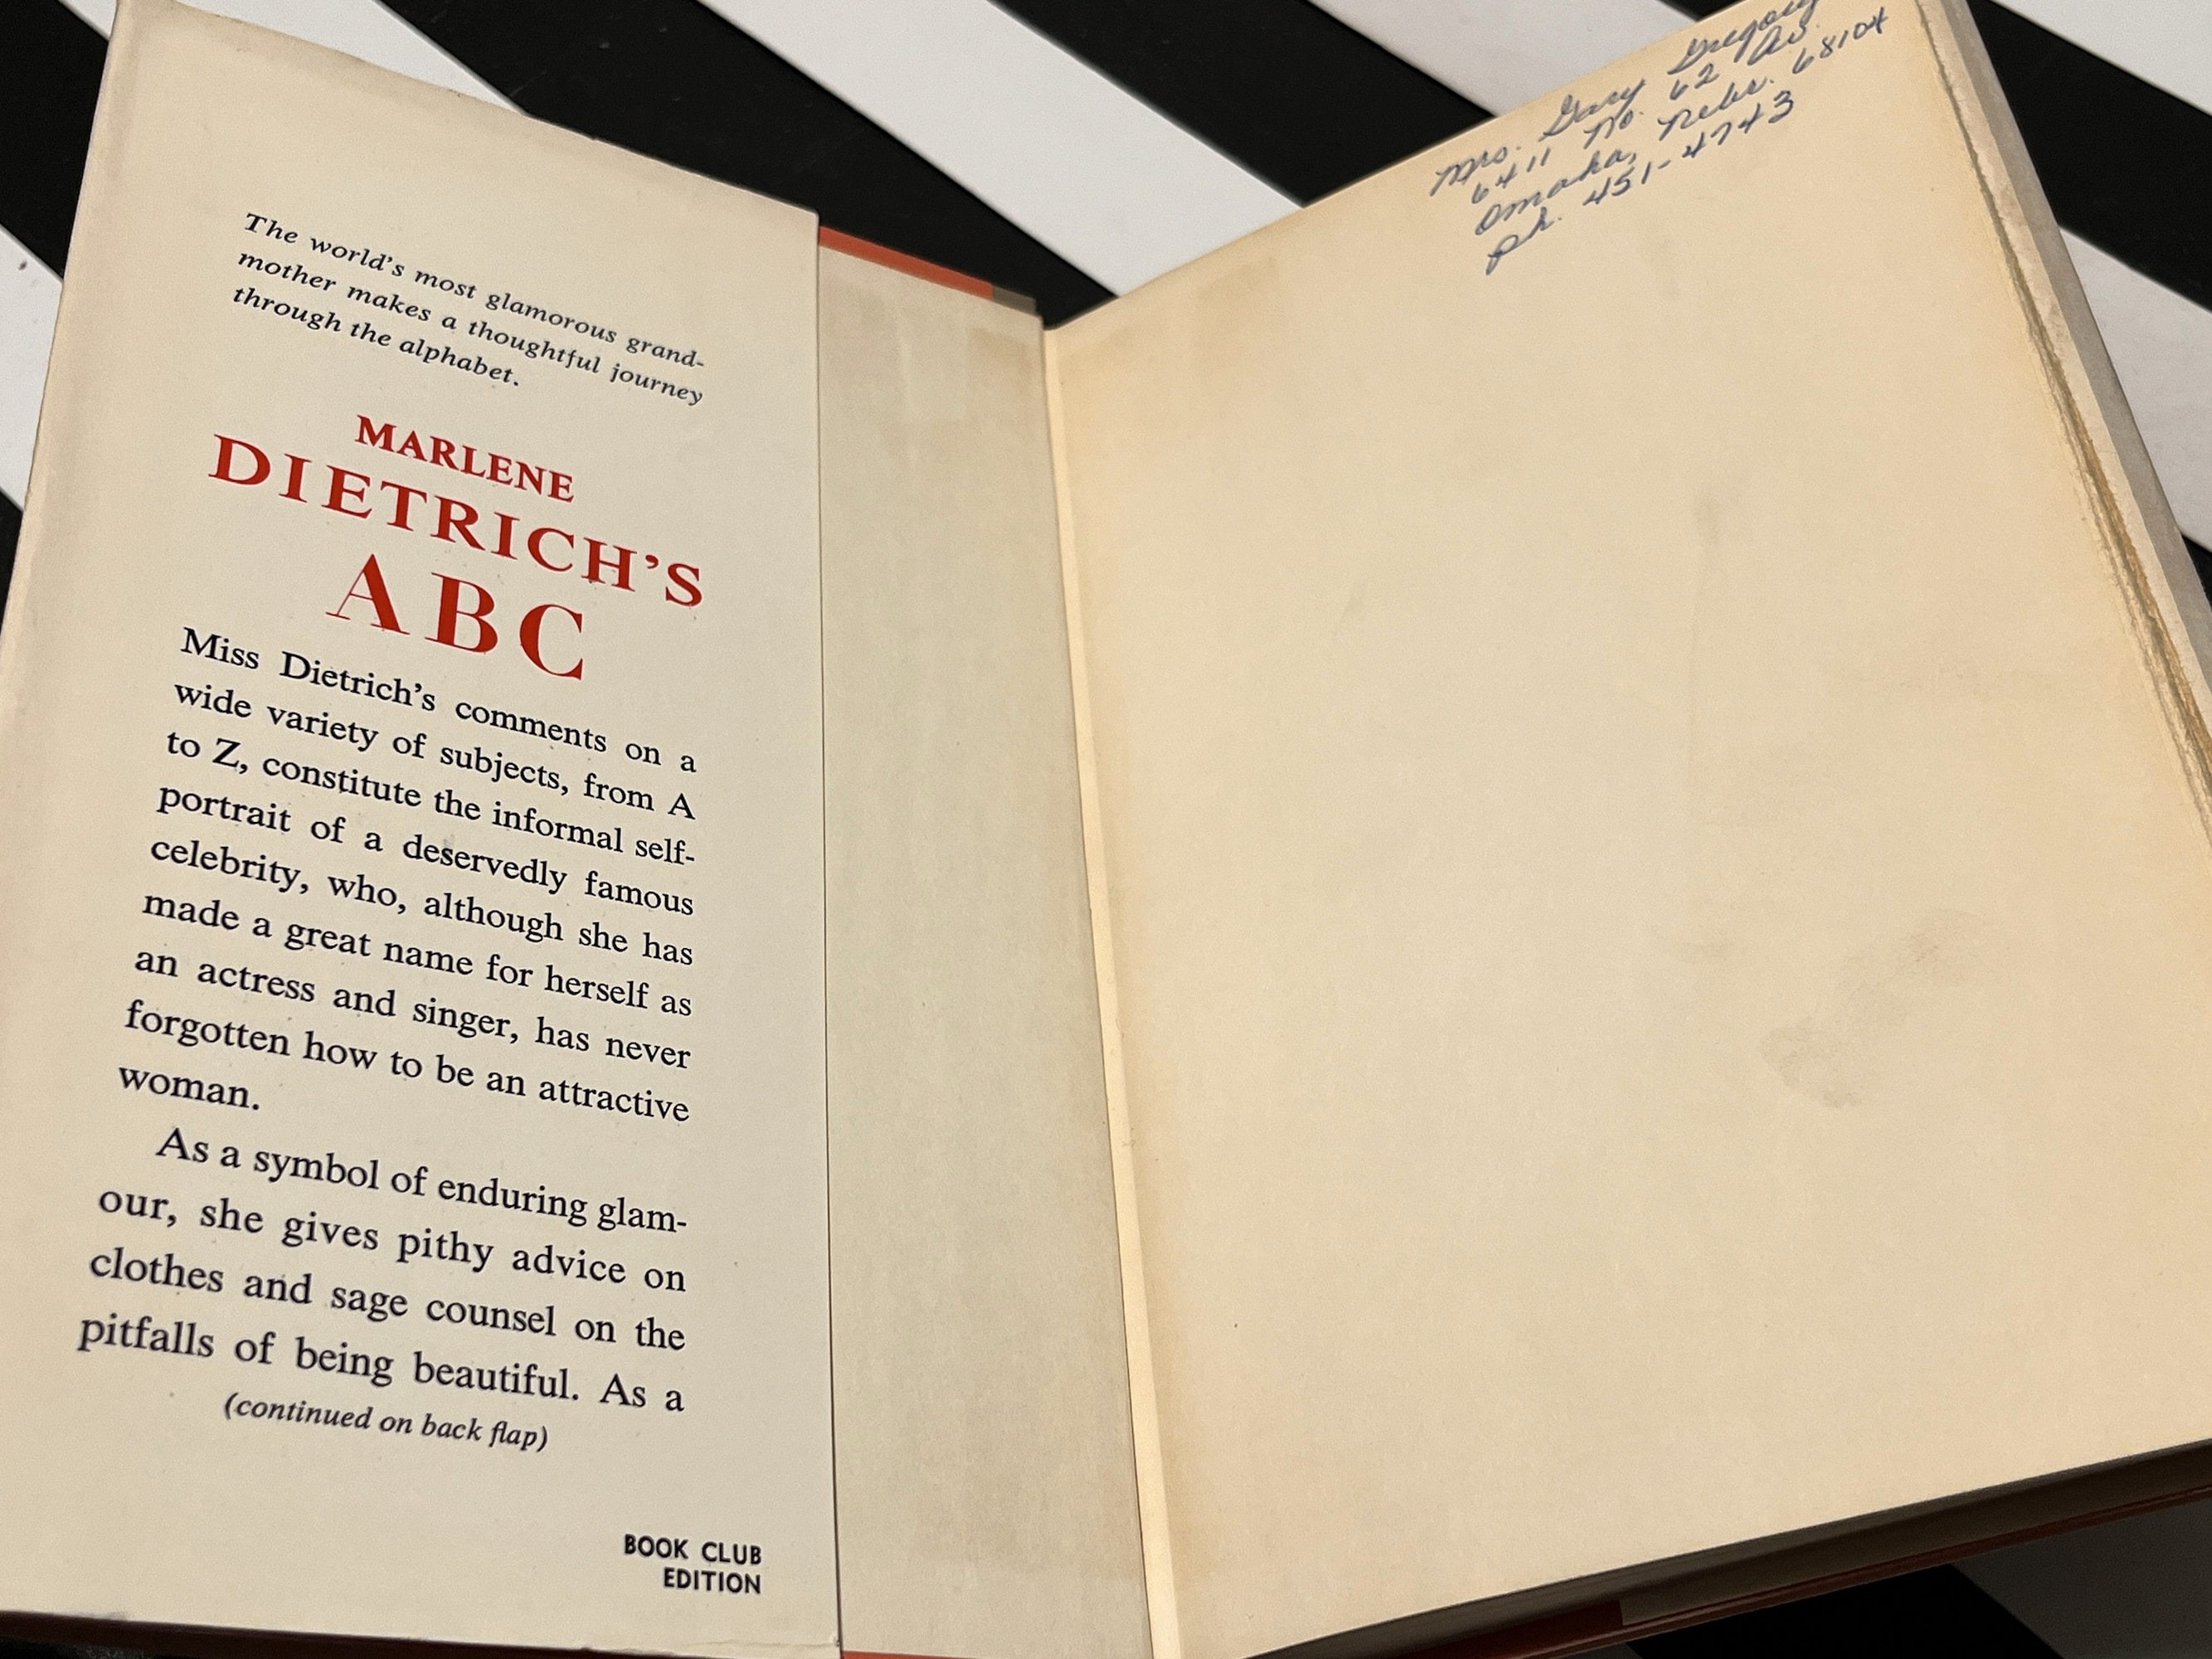 The world's most glamorous grand-
mother makes a thoughtful journey
through the alphabet.
MARLENE
DIETRICH'S
ABC
Miss Dietrich's comments on a
wide variety of subjects, from A
to Z, constitute the informal self-
portrait of a deservedly famous
celebrity, who, although she has
made a great name for herself as
an actress and singer, has never
forgotten how to be an attractive
woman.
As a symbol of enduring glam-
our, she gives pithy advice on
clothes and sage counsel on the
pitfalls of being beautiful. As a
(continued on back flap)
BOOK CLUB
EDITION
Mrs. Gary Gregory
6411 No. 62 Av.
Omaha, Nebr. 68104
Ph. 451-4743